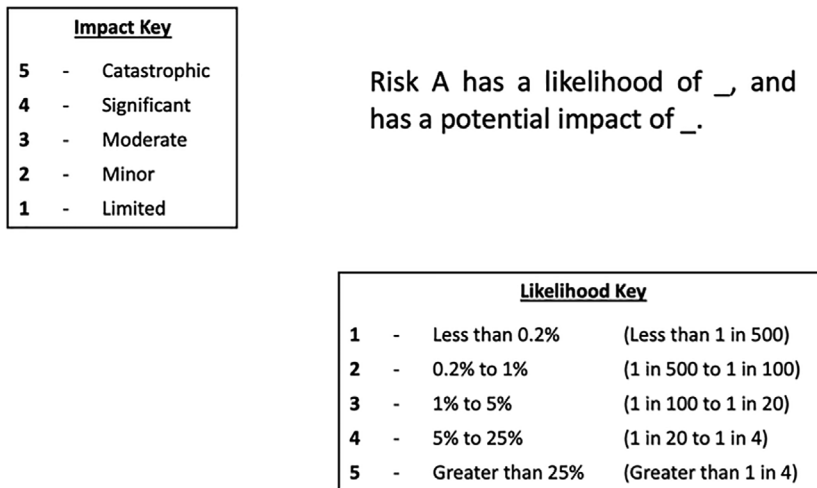 Impact Key
5 - Catastrophic
4 - Significant
3 - Moderate
2 - Minor
1 - Limited
Risk A has a likelihood of _, and
has a potential impact of _.
Likelihood Key
1 - Less than 0.2% (Less than 1 in 500)
2 - 0.2% to 1% (1 in 500 to 1 in 100)
3 - 1% to 5% (1 in 100 to 1 in 20)
4 - 5% to 25% (1 in 20 to 1 in 4)
5 - Greater than 25% (Greater than 1 in 4)